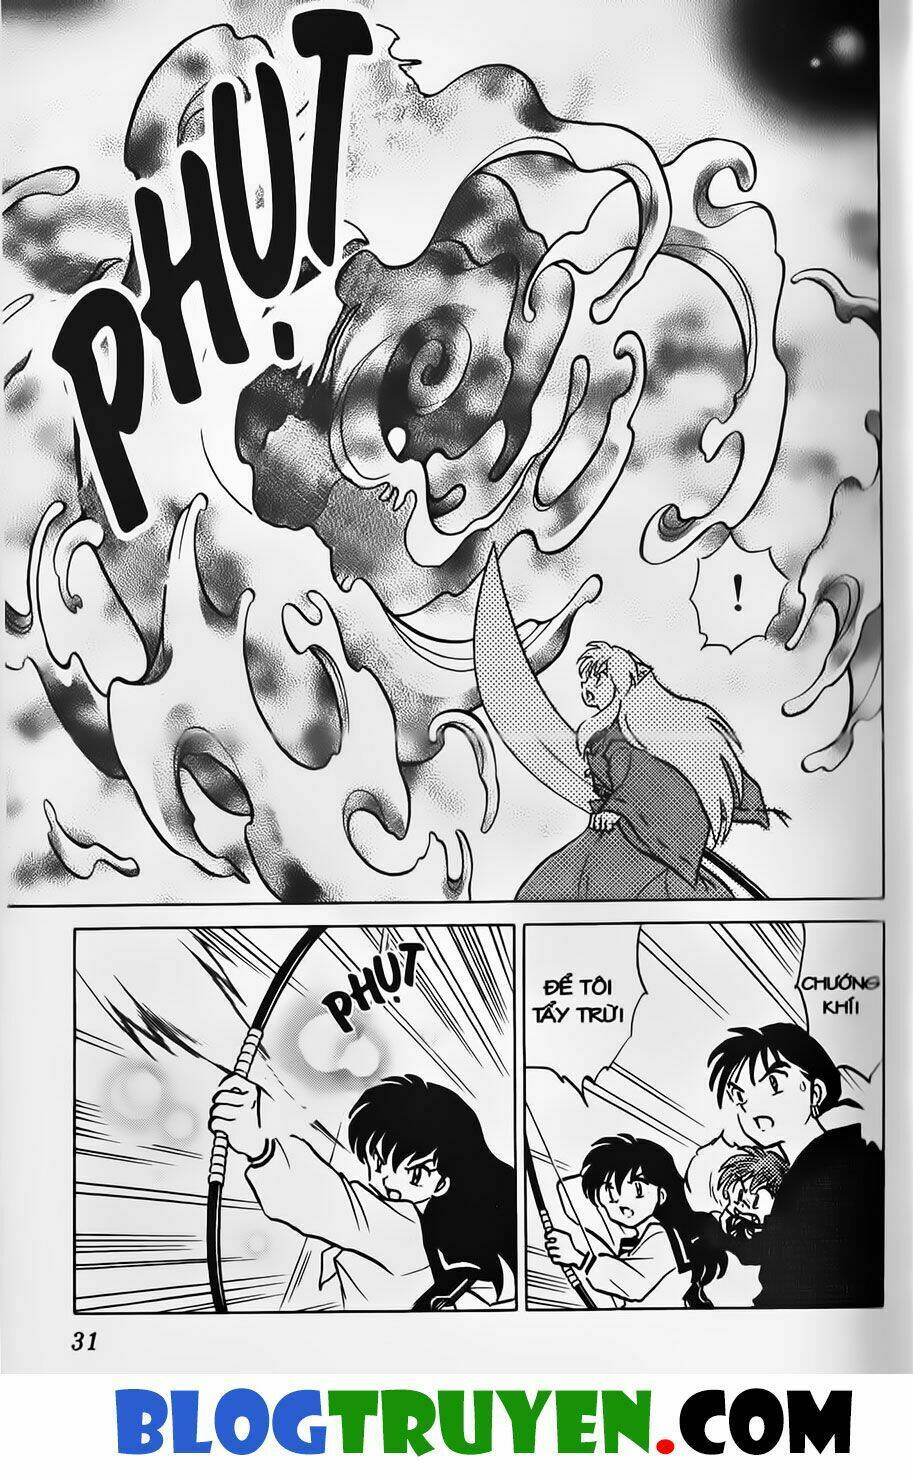 PHỤT
!
CHƯỚNG
KHÍ!
ĐỂ TÔI
TẨY TRỪ!
PHỤT
31
BLOGTRUYEN.COM